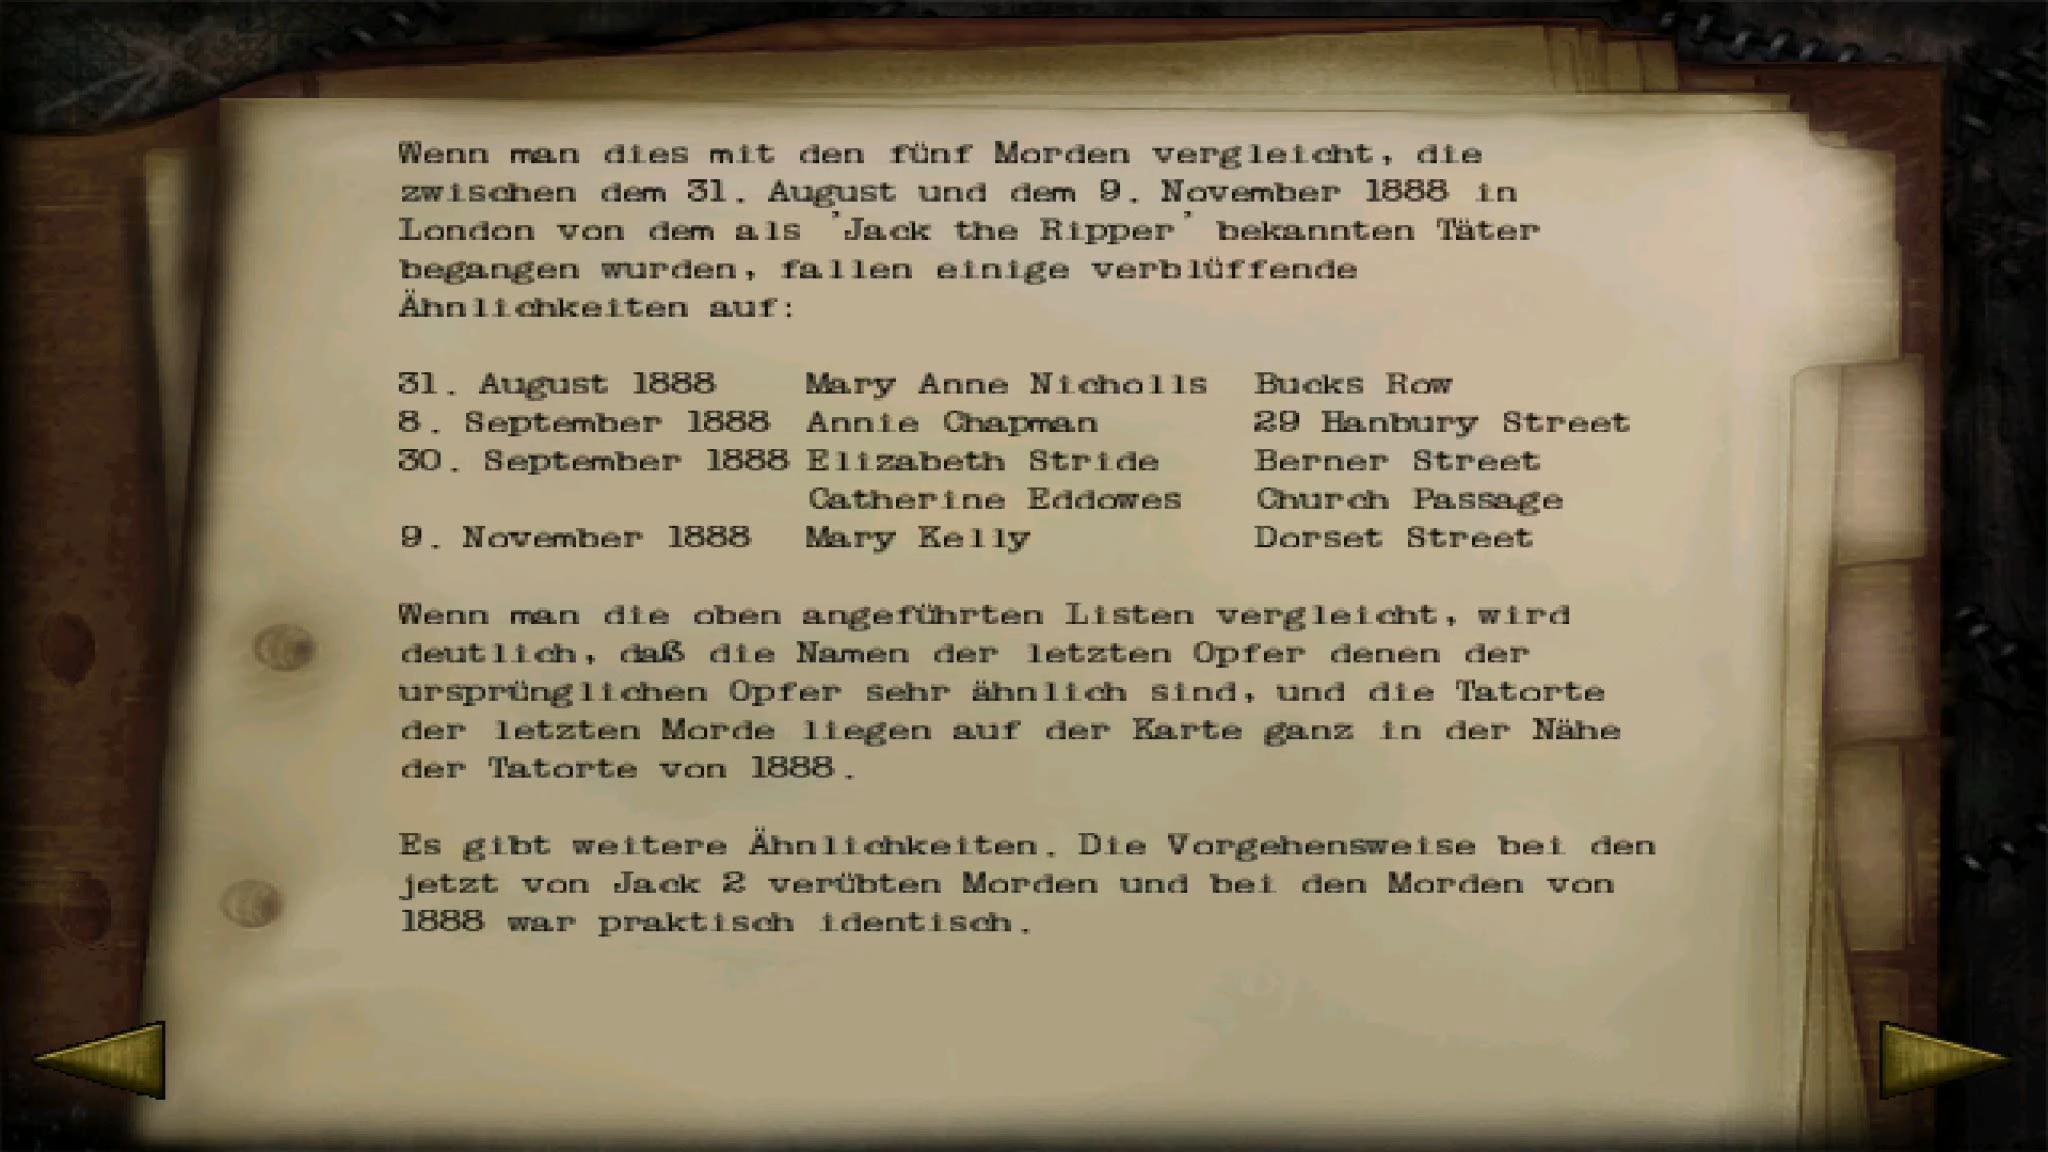 Wenn man dies mit den fünf Morden vergleicht, die
zwischen dem 31. August und dem 9. November 1888 in
London von dem als 'Jack the Ripper' bekannten Täter
begangen wurden, fallen einige verblüffende
Ähnlichkeiten auf:
31. August 1888 Mary Anne Nicholls Bucks Row
8. September 1888 Annie Chapman 29 Hanbury Street
30. September 1888 Elizabeth Stride Berner Street
Catherine Eddowes Church Passage
9. November 1888 Mary Kelly Dorset Street
Wenn man die oben angeführten Listen vergleicht, wird
deutlich, daß die Namen der letzten Opfer denen der
ursprünglichen Opfer sehr ähnlich sind, und die Tatorte
der letzten Morde liegen auf der Karte ganz in der Nähe
der Tatorte von 1888.
Es gibt weitere Ähnlichkeiten. Die Vorgehensweise bei den
jetzt von Jack 2 verübten Morden und bei den Morden von
1888 war praktisch identisch.